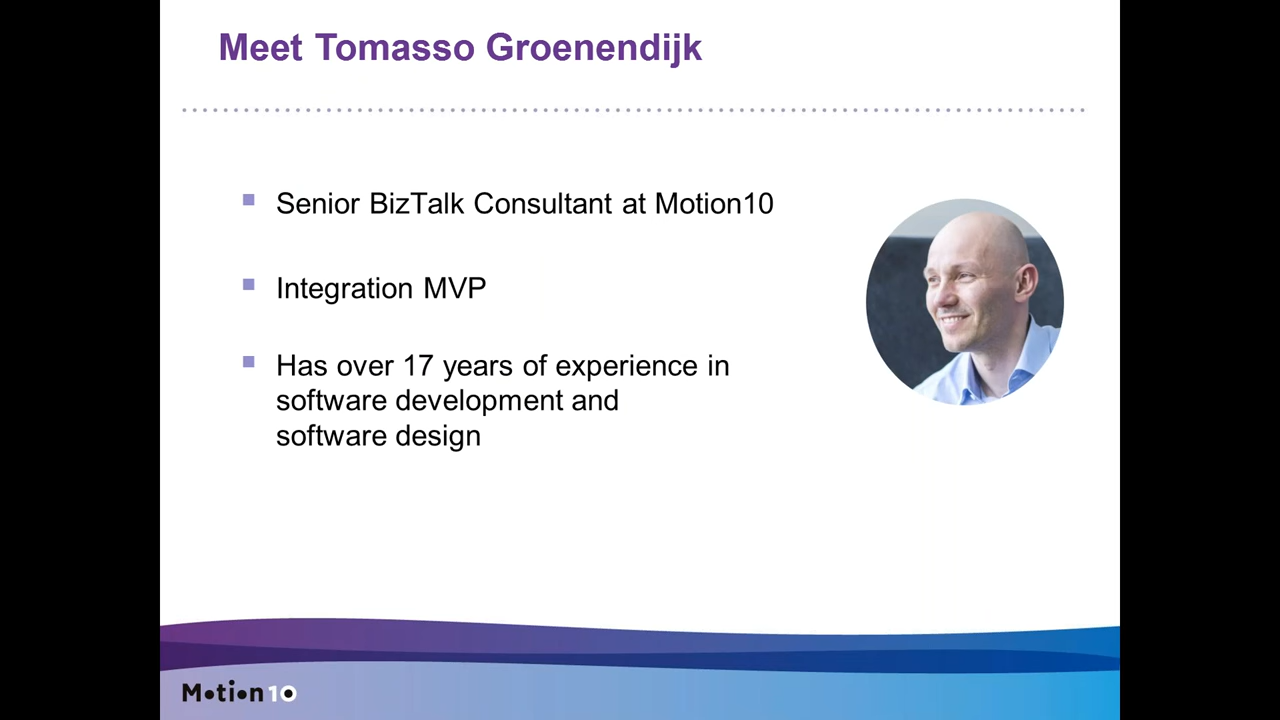 Meet Tomasso Groenendijk
Senior BizTalk Consultant at Motion10
Integration MVP
Has over 17 years of experience in
software development and
software design
Motion10